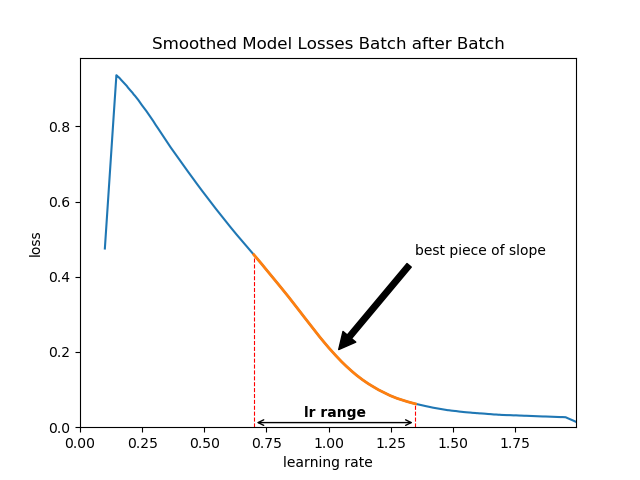 Smoothed Model Losses Batch after Batch
loss
0.8
0.6
0.4
0.2
0.0
best piece of slope
lr range
0.00 0.25 0.50 0.75 1.00 1.25 1.50 1.75
learning rate